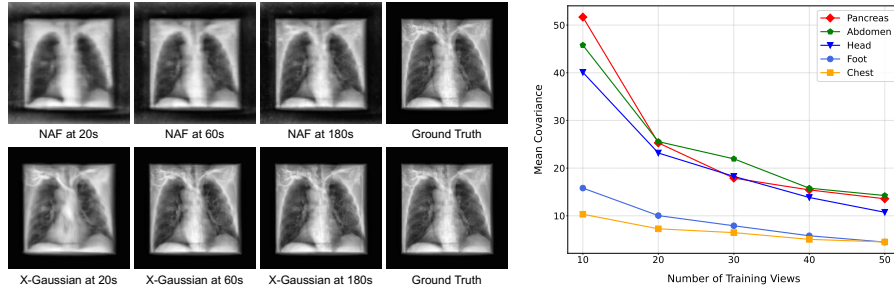 NAF at 20s
NAF at 60s
NAF at 180s
Ground Truth
X-Gaussian at 20s
X-Gaussian at 60s
X-Gaussian at 180s
Ground Truth
Mean Covariance
50
40
30
20
10
10
20
30
40
50
Number of Training Views
Pancreas
Abdomen
Head
Foot
Chest